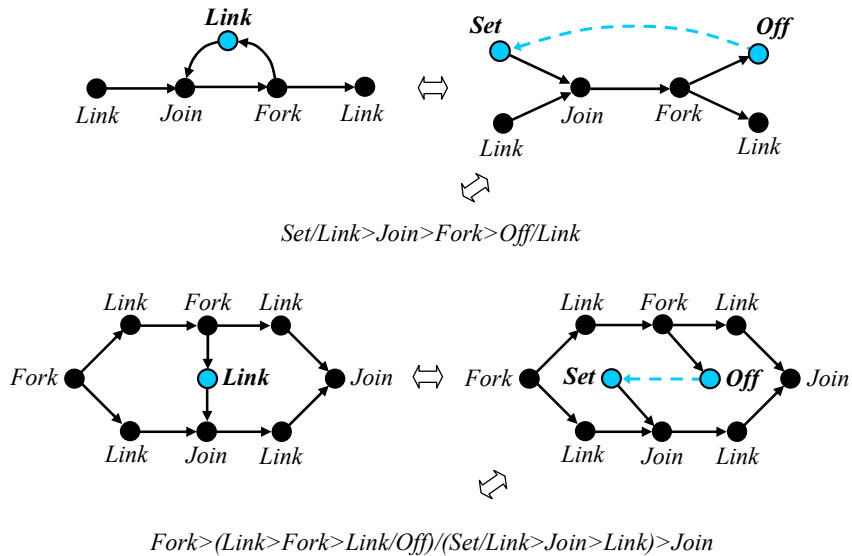 Link
Link Join Fork Link
Set Off
Link Join Fork Link
Set/Link>Join>Fork>Off/Link
Link Fork Link
Fork Link Join
Link Join Link
Link Fork Link
Fork Set Off Join
Link Join Link
Fork>(Link>Fork>Link/Off)/(Set/Link>Join>Link)>Join